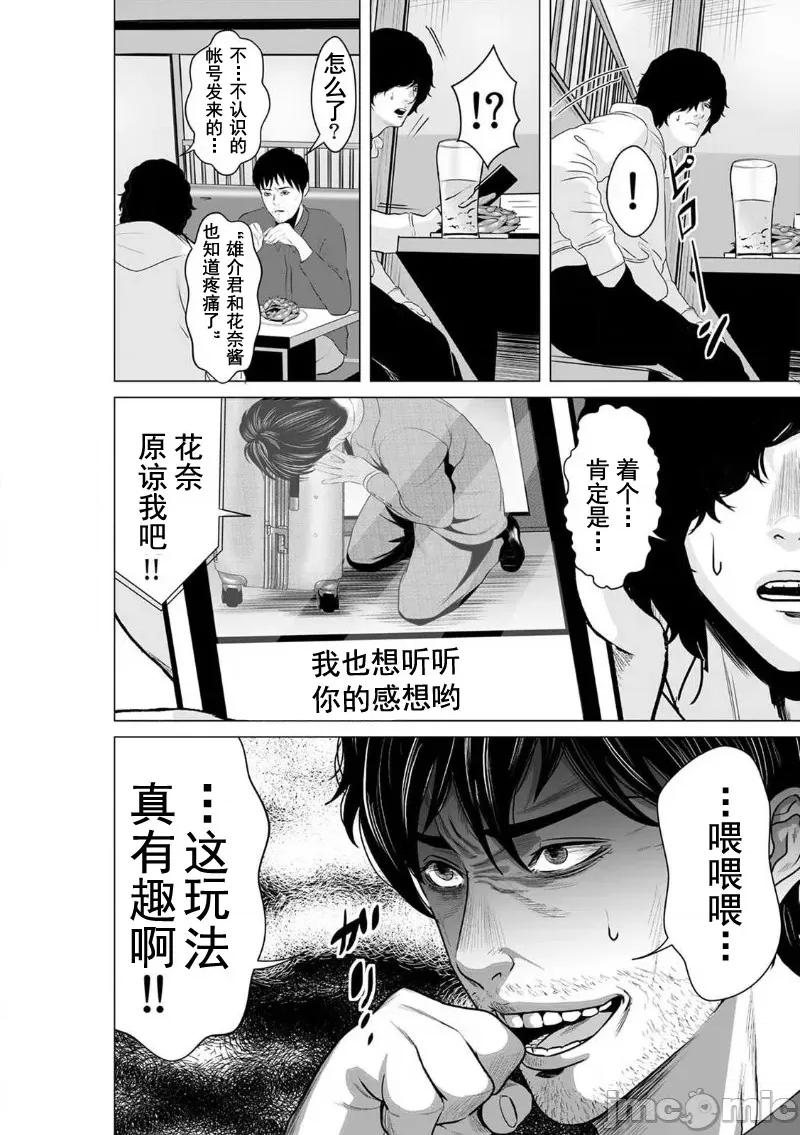 ！
ピロー！
!?
怎么了？
不…不认识的
帐号发来的…
“雄介君和花奈酱
也知道疼痛了”
着个…
肯定是…
花奈
原谅我吧!!
我也想听听
你的感想哟
…喂喂喂…
…这玩法
真有趣啊!!
ガリ
jmcomic